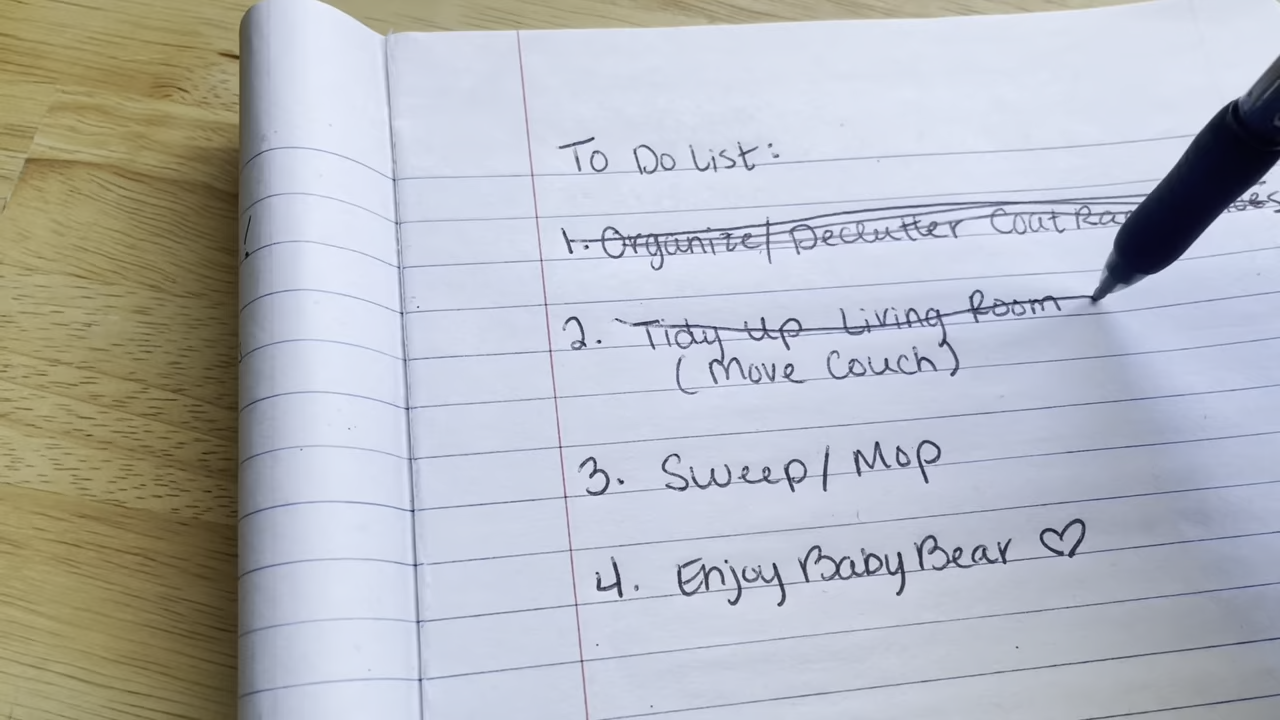 To Do List:
1. Organize/Declutter Coat
2. Tidy Up Living Room
(Move Couch)
3. Sweep/Mop
4. Enjoy Baby Bear ♡
!